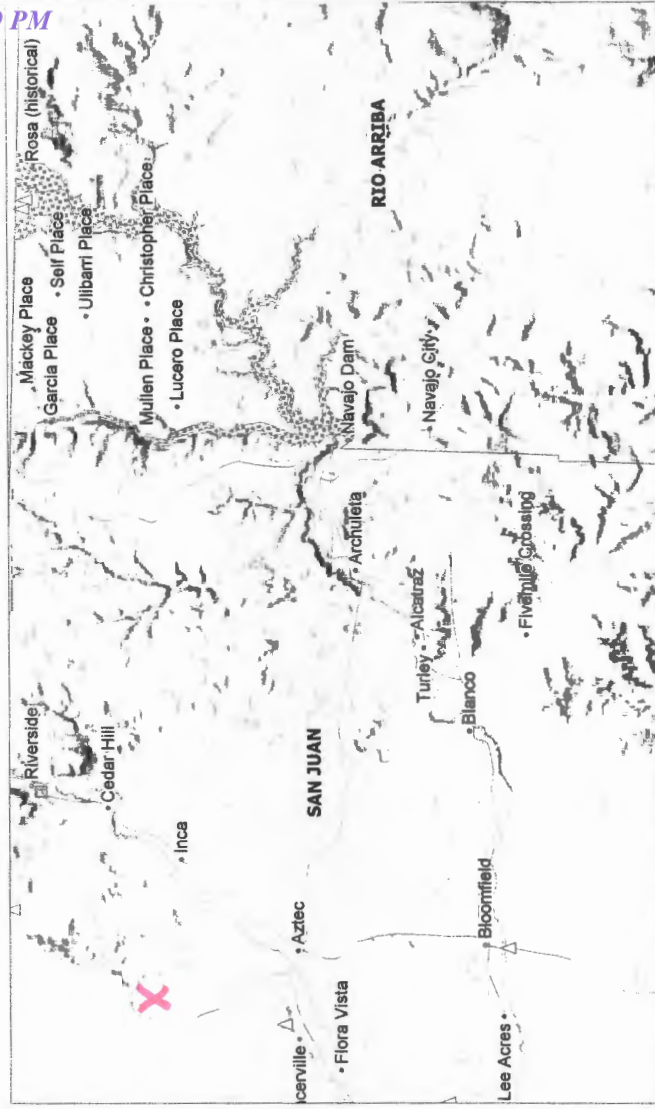 PM
Rosa (historical)
Mackey Place
Self Place
Garcia Place
Ulibarri Place
Mullen Place
Christopher Place
Lucero Place
RIO ARRIBA
Navajo Dam
Navajo City
Archuleta
Fivemile Crossing
Turley
Alcatraz
Blanco
Riverside
Cedar Hill
Inca
SAN JUAN
Aztec
Bloomfield
Flora Vista
cerville
Lee Acres
X